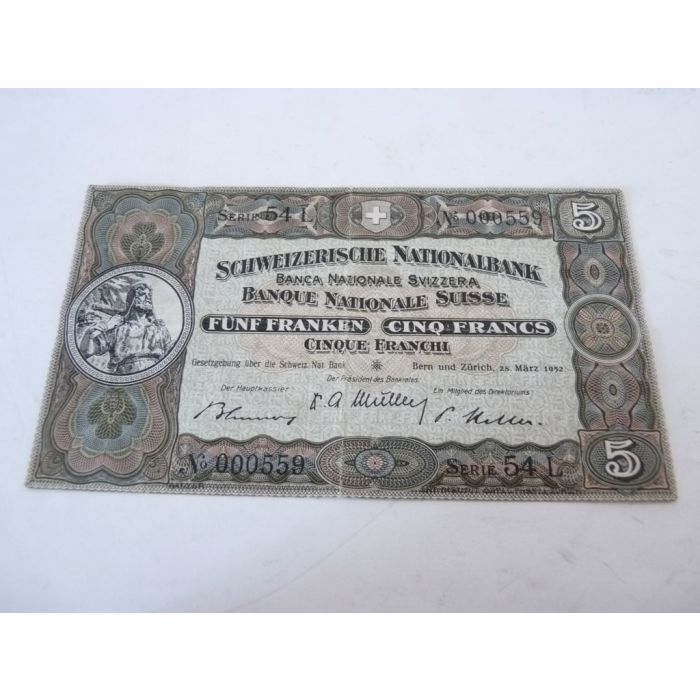 SERIE 54 L No 000559 5
SCHWEIZERISCHE NATIONALBANK
BANCA NAZIONALE SVIZZERA
BANQUE NATIONALE SUISSE
FÜNF FRANKEN CINQ FRANCS
CINQUE FRANCHI
Gesetzgebung über die Schweiz. Nat. Bank Bern und Zürich, 28. März 1952
Der Präsident des Bankrates
Der Hauptkassier Ein Mitglied des Direktoriums
No 000559 SERIE 54 L 5
BALZER